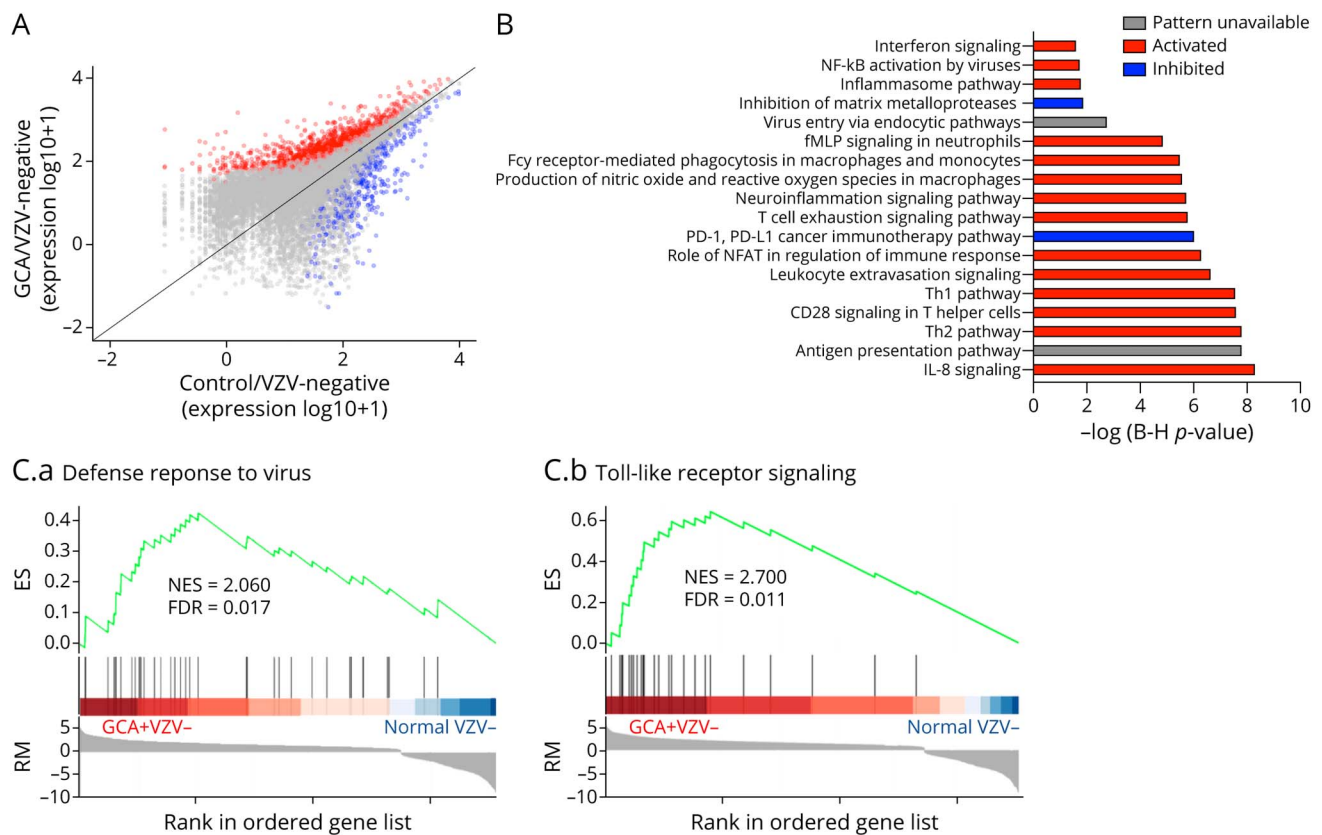 A
GCA/VZV-negative
(expression log10+1)
4
2
0
−2
−2 0 2 4
Control/VZV-negative
(expression log10+1)
B
Pattern unavailable
Activated
Inhibited
Interferon signaling
NF-kB activation by viruses
Inflammasome pathway
Inhibition of matrix metalloproteases
Virus entry via endocytic pathways
fMLP signaling in neutrophils
Fcy receptor-mediated phagocytosis in macrophages and monocytes
Production of nitric oxide and reactive oxygen species in macrophages
Neuroinflammation signaling pathway
T cell exhaustion signaling pathway
PD-1, PD-L1 cancer immunotherapy pathway
Role of NFAT in regulation of immune response
Leukocyte extravasation signaling
Th1 pathway
CD28 signaling in T helper cells
Th2 pathway
Antigen presentation pathway
IL-8 signaling
0 2 4 6 8 10
−log (B-H p-value)
C.a Defense reponse to virus
ES
0.4
0.3
0.2
0.1
0.0
NES = 2.060
FDR = 0.017
GCA+VZV− Normal VZV−
RM
5
0
−5
−10
Rank in ordered gene list
C.b Toll-like receptor signaling
ES
0.6
0.4
0.2
0.0
NES = 2.700
FDR = 0.011
GCA+VZV− Normal VZV−
RM
5
0
−5
−10
Rank in ordered gene list